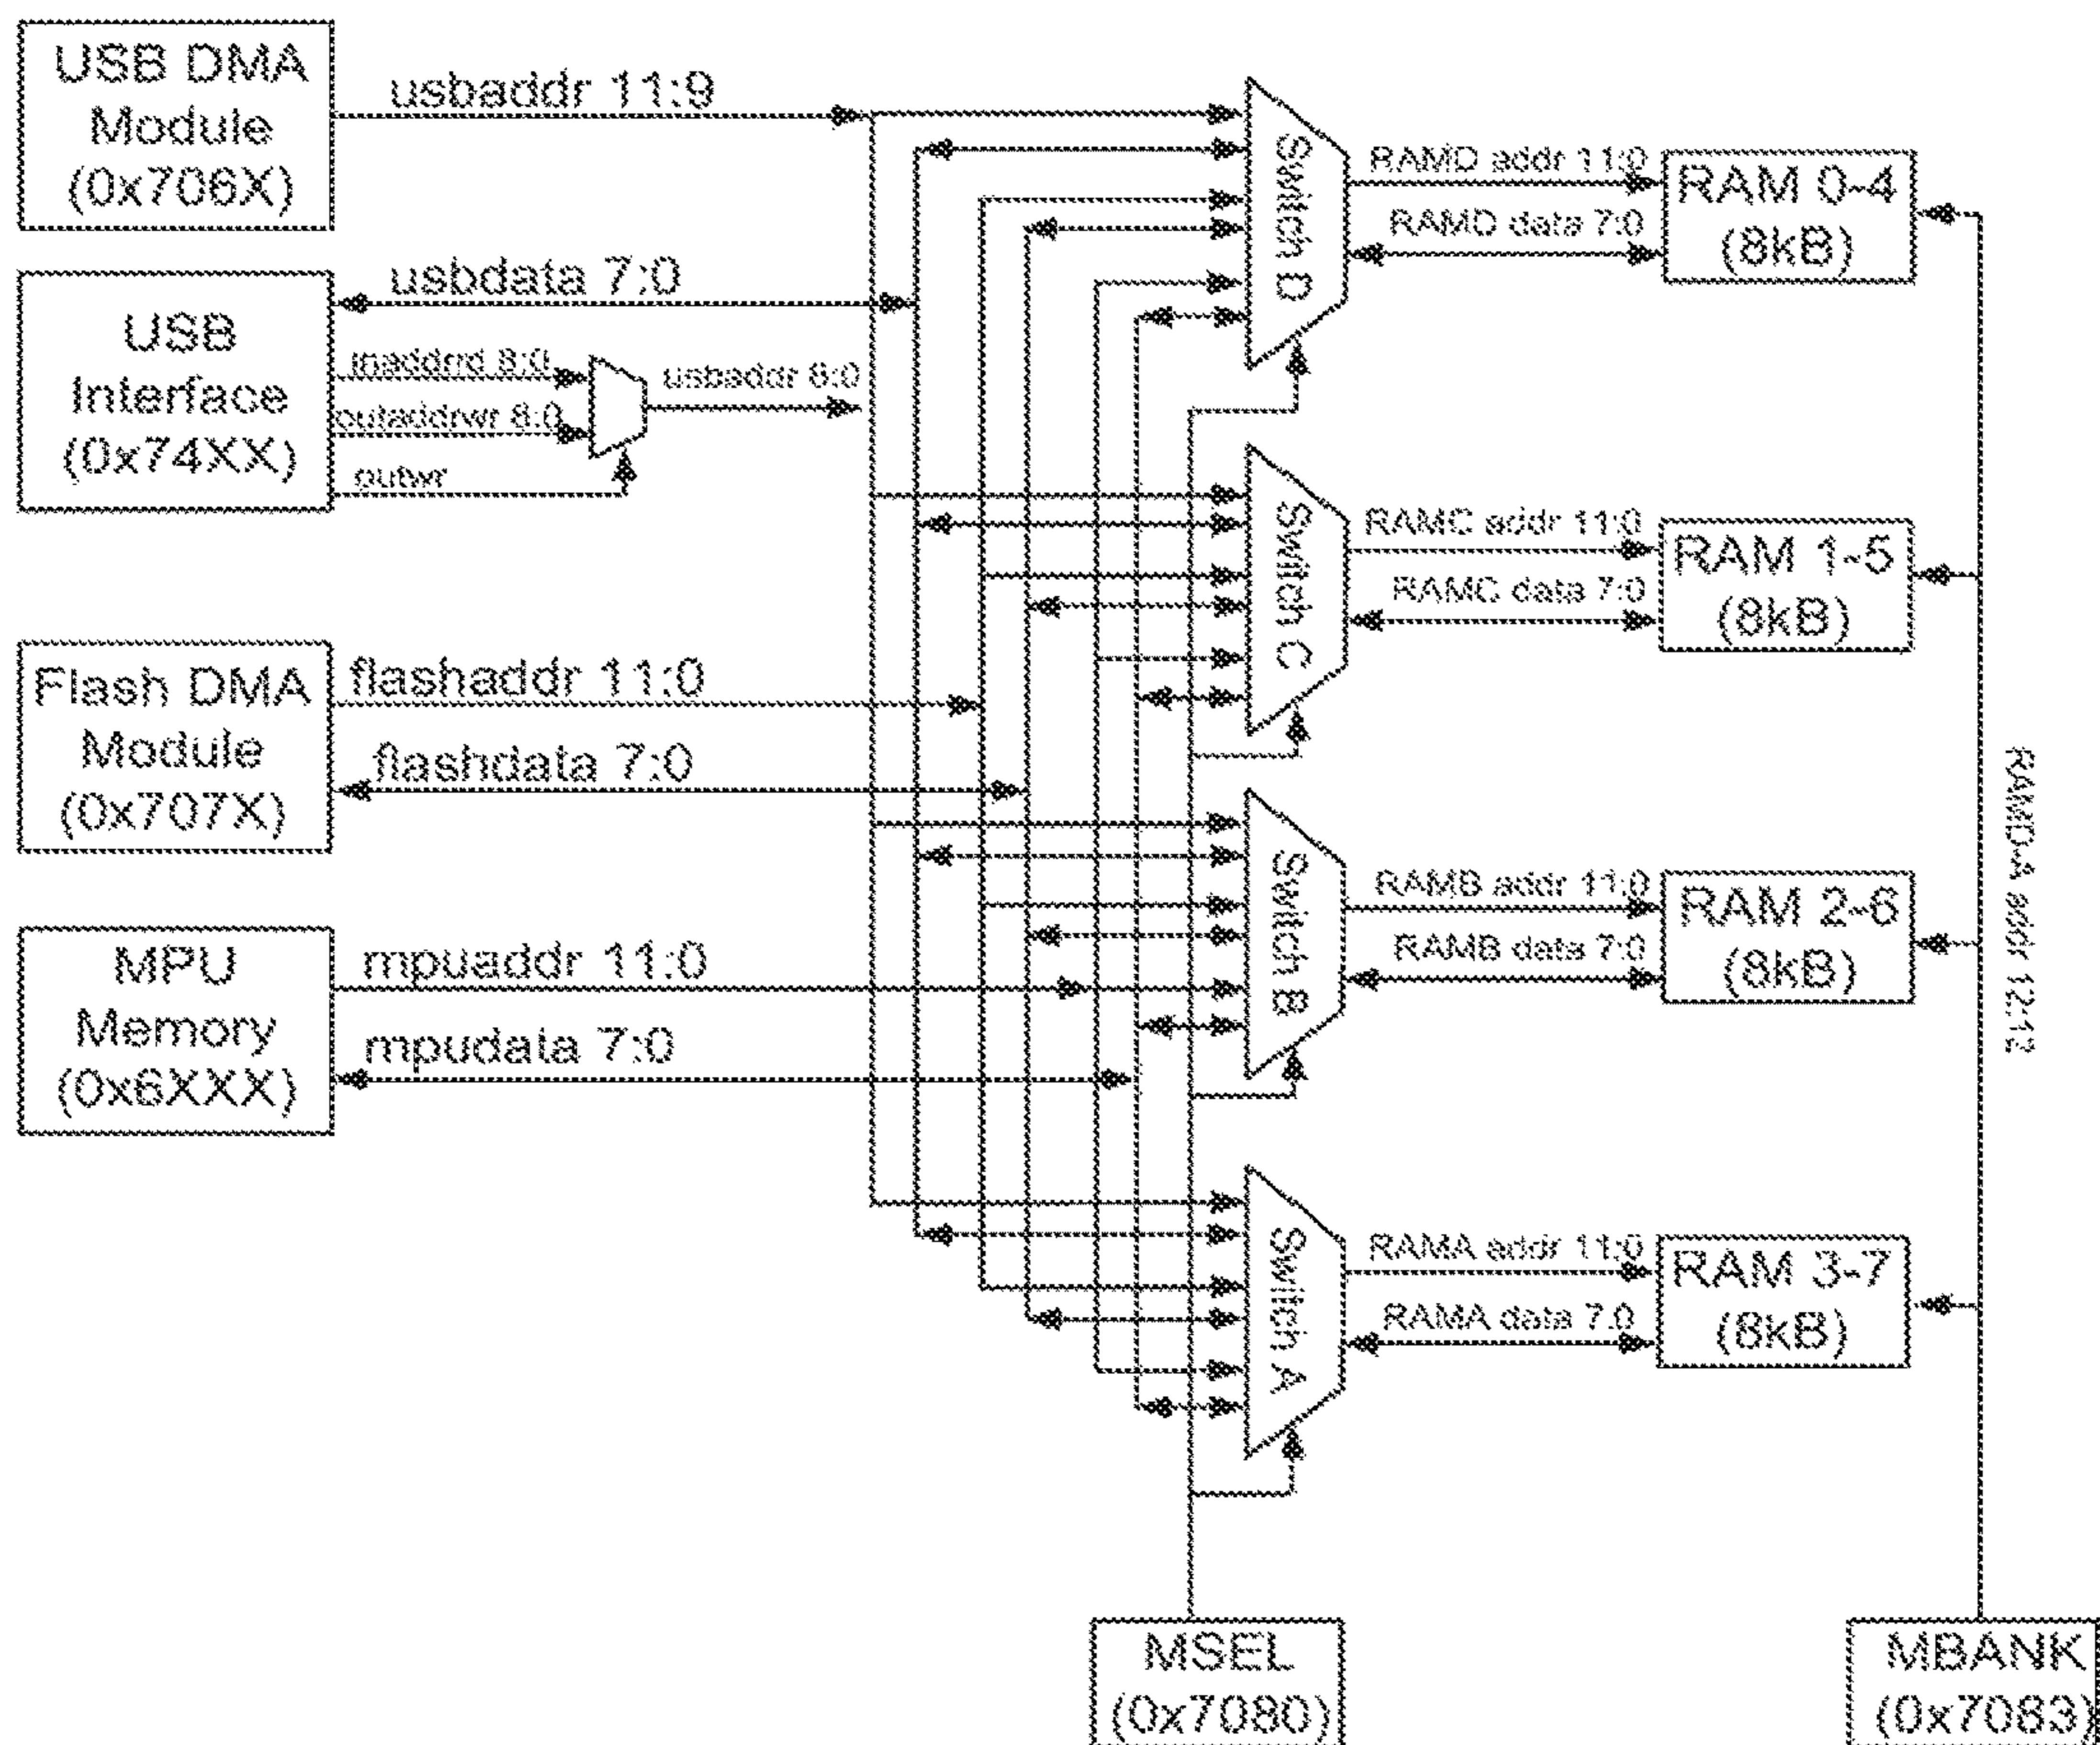 USB DMA
Module
(0x706X)
usbaddr 11:9
USB
Interface
(0x74XX)
usbdata 7:0
inaddrrd 8:0
outaddrwr 8:0
outwr
usbaddr 8:0
Flash DMA
Module
(0x707X)
flashaddr 11:0
flashdata 7:0
MPU
Memory
(0x6XXX)
mpuaddr 11:0
mpudata 7:0
Switch D
RAMD addr 11:0
RAMD data 7:0
RAM 0-4
(8kB)
Switch C
RAMC addr 11:0
RAMC data 7:0
RAM 1-5
(8kB)
Switch B
RAMB addr 11:0
RAMB data 7:0
RAM 2-6
(8kB)
Switch A
RAMA addr 11:0
RAMA data 7:0
RAM 3-7
(8kB)
RAMD-A addr 12:12
MSEL
(0x7080)
MBANK
(0x7083)